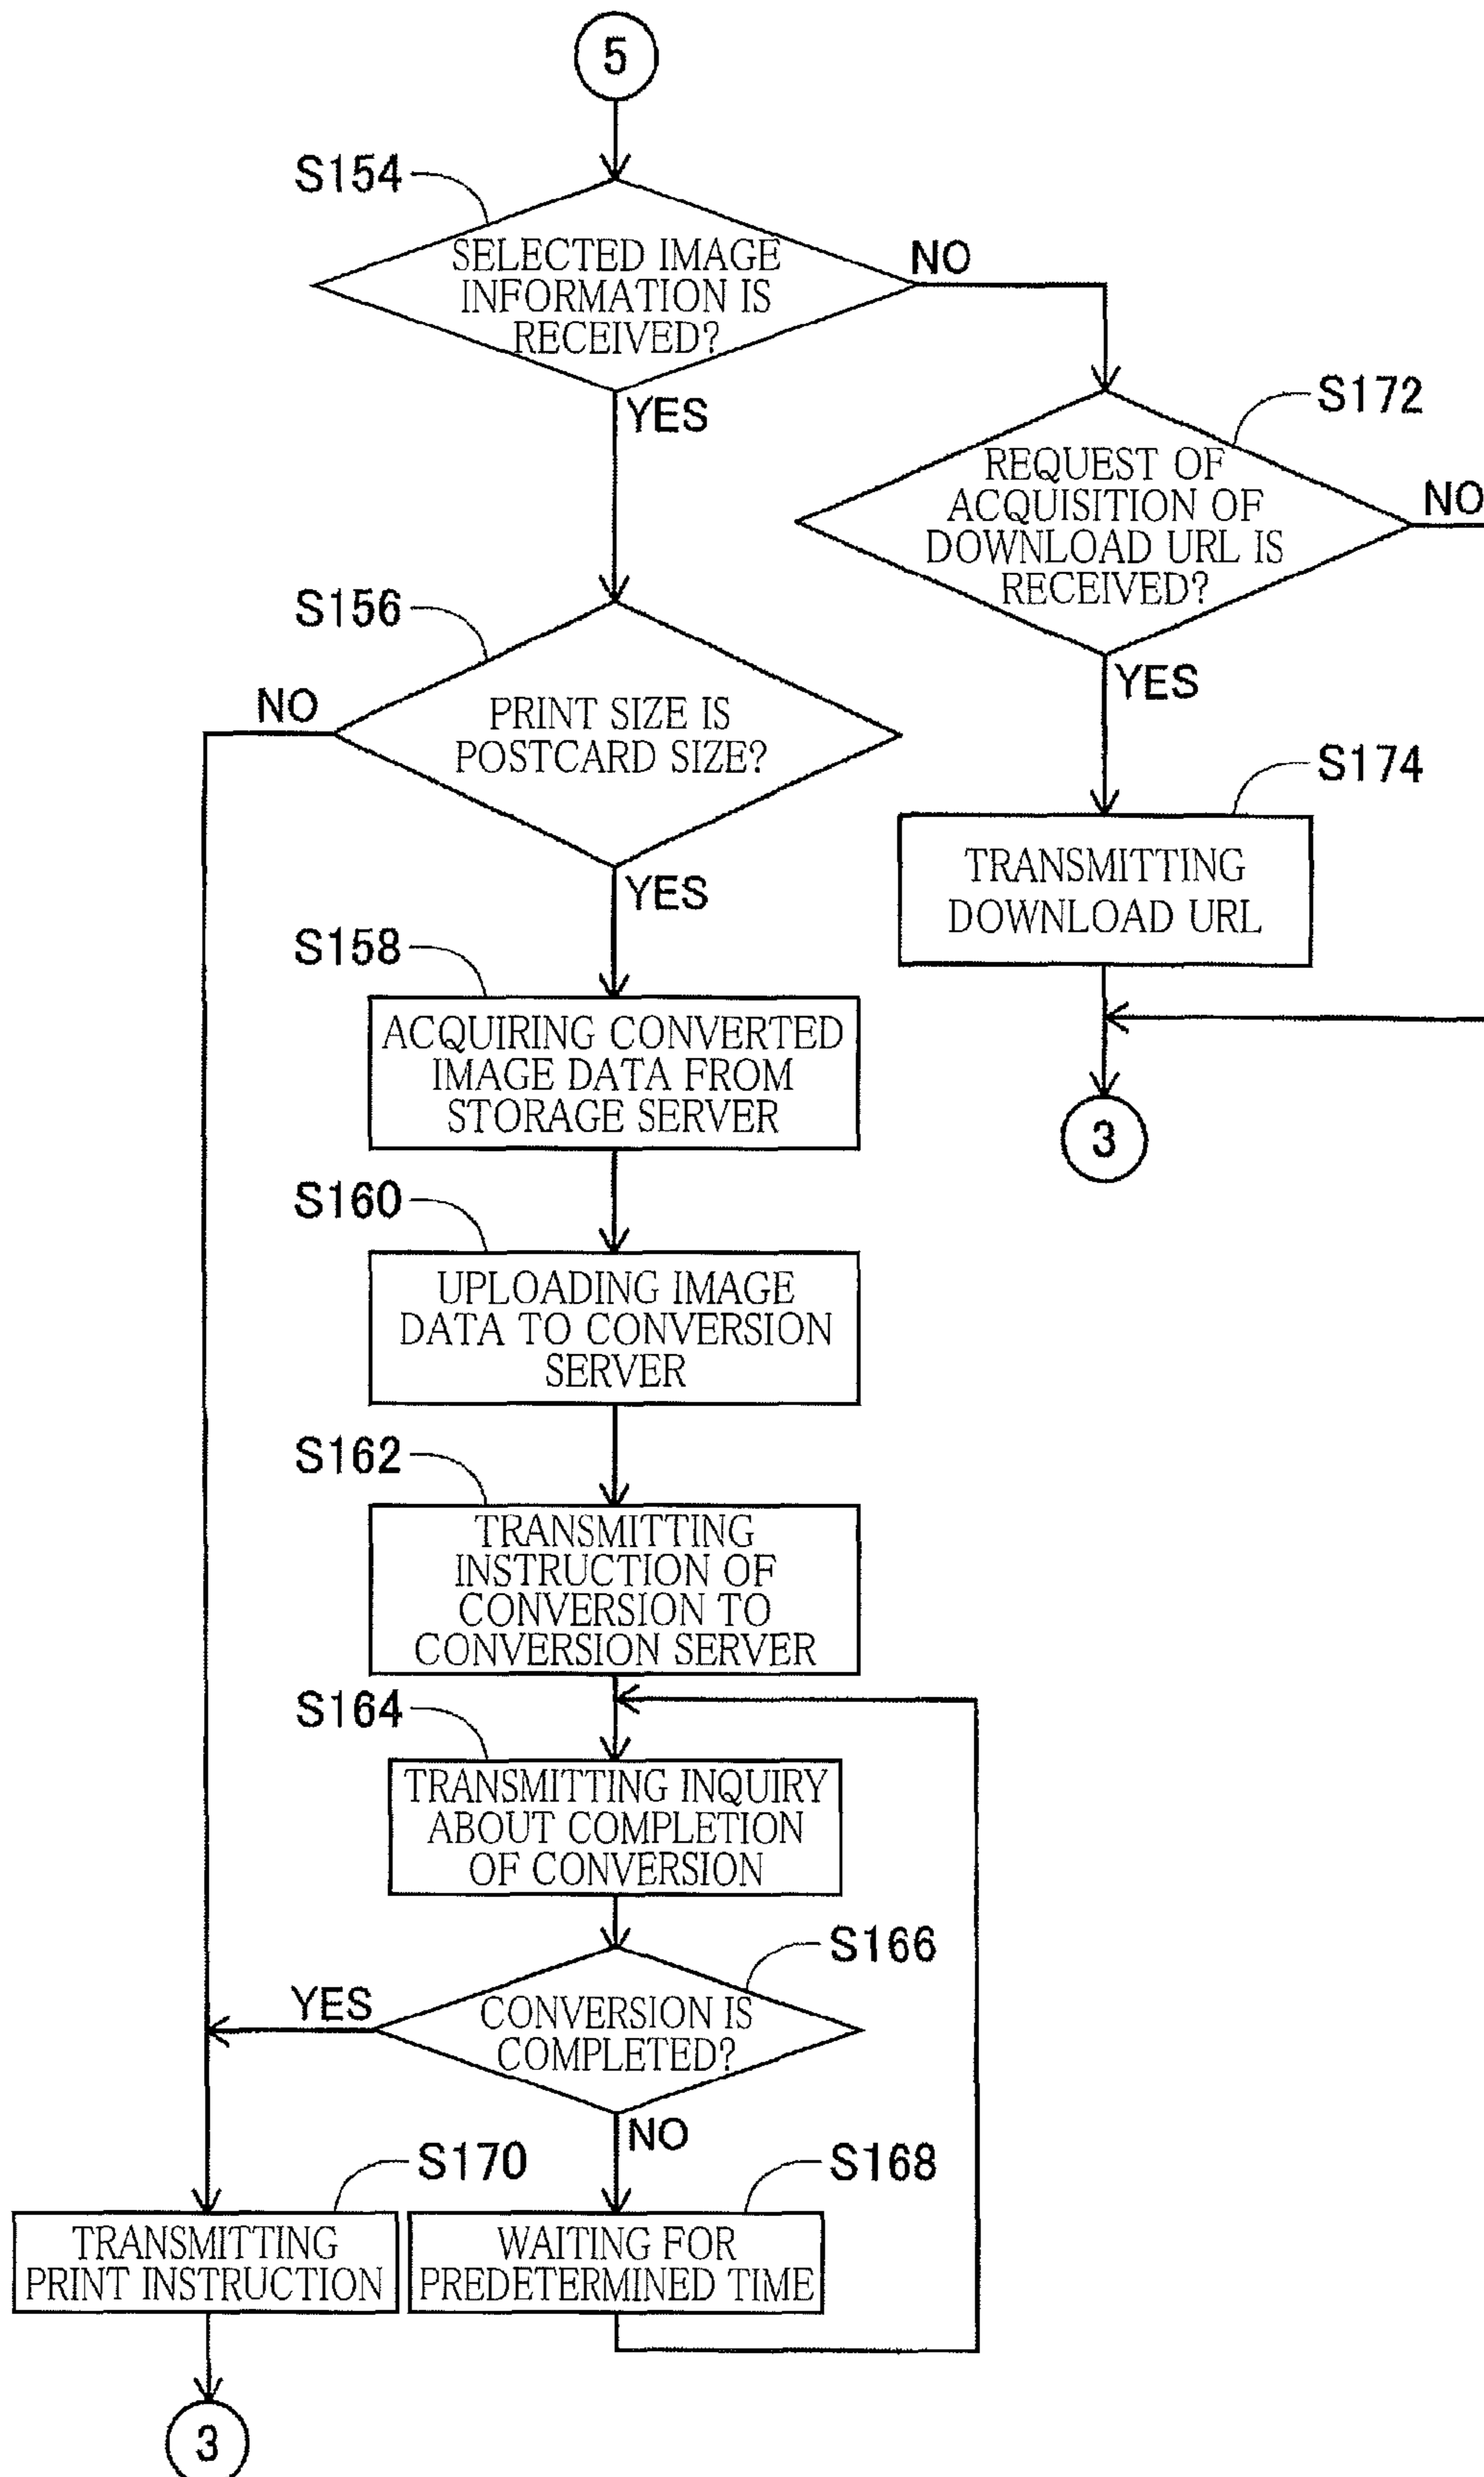 5
S154
SELECTED IMAGE
INFORMATION IS
RECEIVED?
NO
YES
S172
REQUEST OF
ACQUISITION OF
DOWNLOAD URL IS
RECEIVED?
NO
YES
S156
NO
PRINT SIZE IS
POSTCARD SIZE?
YES
S174
TRANSMITTING
DOWNLOAD URL
3
S158
ACQUIRING CONVERTED
IMAGE DATA FROM
STORAGE SERVER
S160
UPLOADING IMAGE
DATA TO CONVERSION
SERVER
S162
TRANSMITTING
INSTRUCTION OF
CONVERSION TO
CONVERSION SERVER
S164
TRANSMITTING INQUIRY
ABOUT COMPLETION
OF CONVERSION
S166
YES
CONVERSION IS
COMPLETED?
NO
S170
TRANSMITTING
PRINT INSTRUCTION
S168
WAITING FOR
PREDETERMINED TIME
3